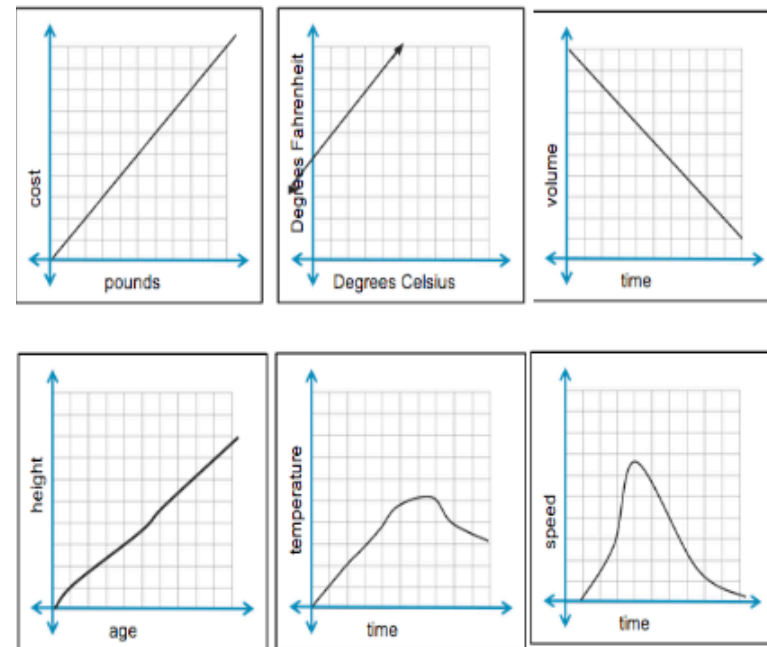 cost
pounds
Degrees Fahrenheit
Degrees Celsius
volume
time
height
age
temperature
time
speed
time